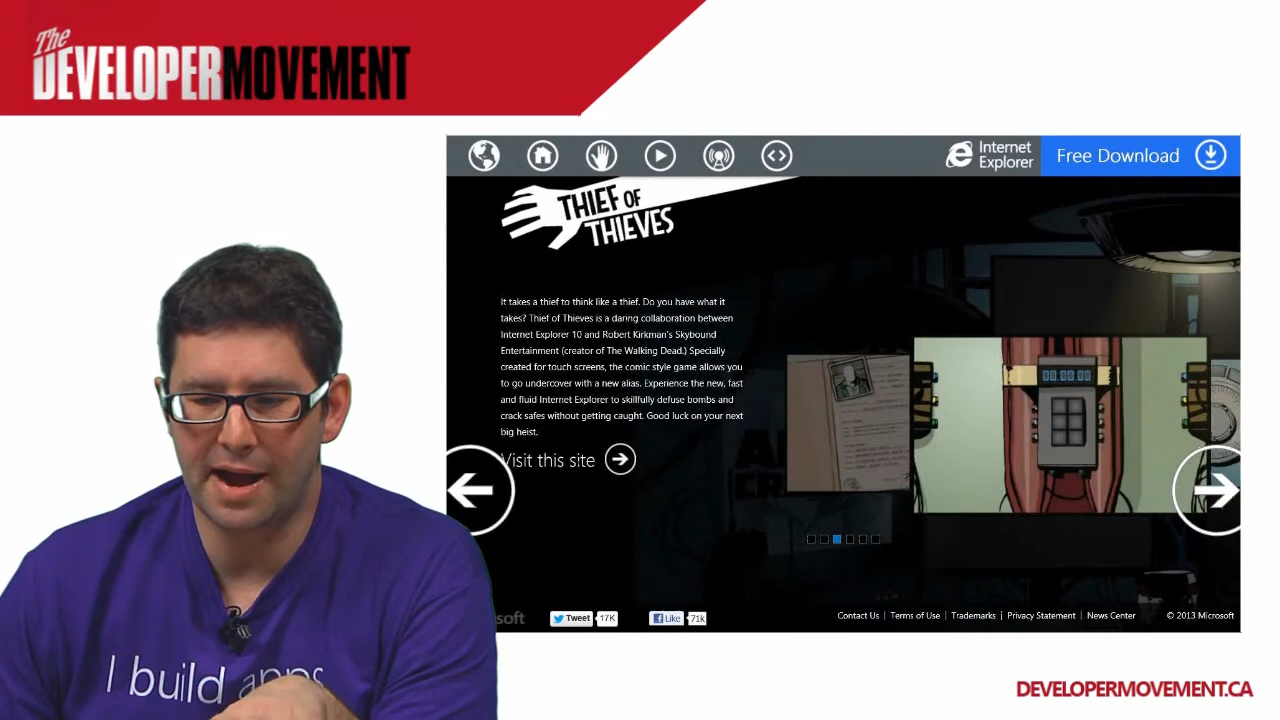 The
DEVELOPERMOVEMENT
Internet
Explorer
Free Download
THIEF OF
THIEVES
It takes a thief to think like a thief. Do you have what it
takes? Thief of Thieves is a daring collaboration between
Internet Explorer 10 and Robert Kirkman's Skybound
Entertainment (creator of The Walking Dead.) Specially
created for touch screens, the comic style game allows you
to go undercover with a new alias. Experience the new, fast
and fluid Internet Explorer to skillfully defuse bombs and
crack safes without getting caught. Good luck on your next
big heist.
Visit this site
soft
Tweet 17K
Like 71k
Contact Us | Terms of Use | Trademarks | Privacy Statement | News Center © 2013 Microsoft
I build apps
DEVELOPERMOVEMENT.CA